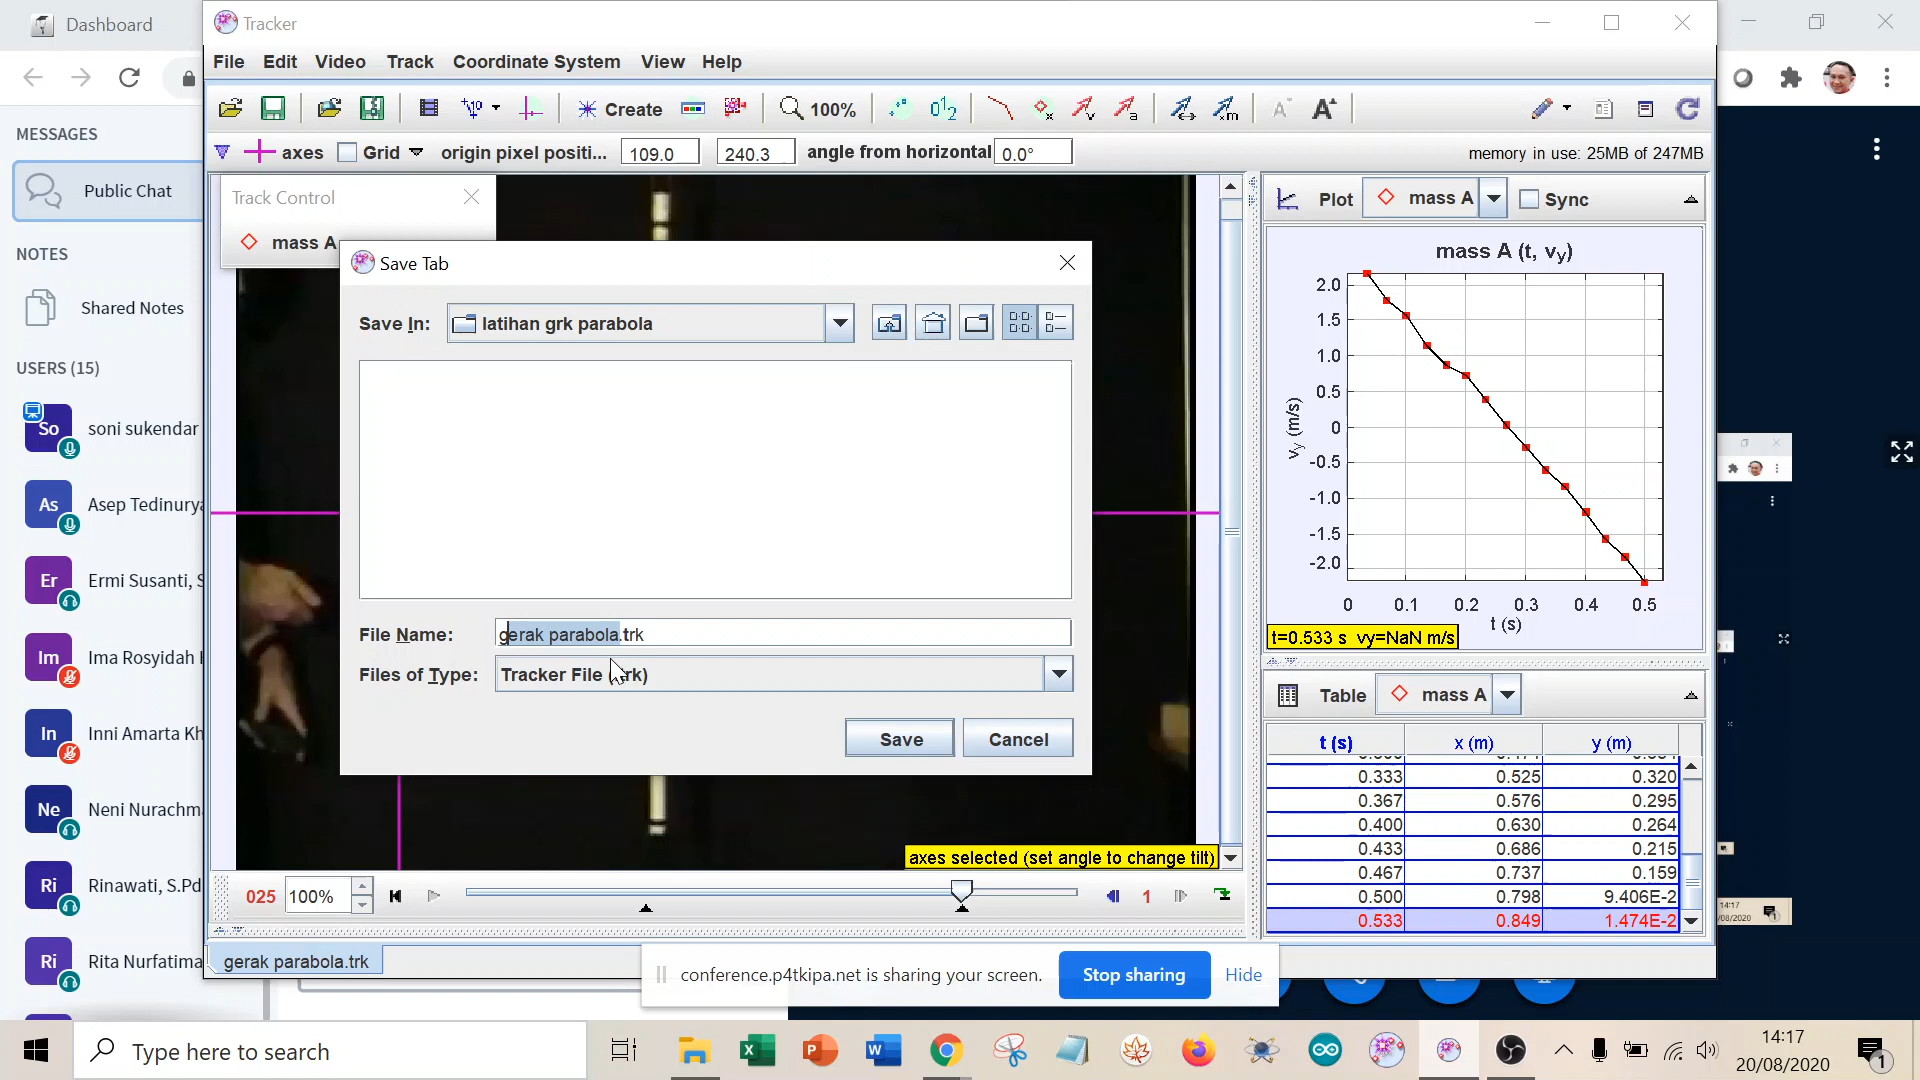 Dashboard
Tracker
File Edit Video Track Coordinate System View Help
Create 100%
axes Grid origin pixel positi... 109.0 240.3 angle from horizontal 0.0° memory in use: 25MB of 247MB
MESSAGES
Public Chat
NOTES
Shared Notes
USERS (15)
So soni sukendar
As Asep Tedinurya
Er Ermi Susanti, S
Im Ima Rosyidah
In Inni Amarta Kh
Ne Neni Nurachm
Ri Rinawati, S.Pd
Ri Rita Nurfatima
Track Control
mass A
Save Tab
Save In: latihan grk parabola
File Name: gerak parabola.trk
Files of Type: Tracker File (trk)
Save Cancel
axes selected (set angle to change tilt)
025 100% 1
gerak parabola.trk
Plot mass A Sync
mass A (t, vy)
2.0
1.5
1.0
0.5
0
-0.5
-1.0
-1.5
-2.0
vy (m/s)
0 0.1 0.2 0.3 0.4 0.5
t (s)
t=0.533 s vy=NaN m/s
Table mass A
t (s) x (m) y (m)
0.333 0.525 0.320
0.367 0.576 0.295
0.400 0.630 0.264
0.433 0.686 0.215
0.467 0.737 0.159
0.500 0.798 9.406E-2
0.533 0.849 1.474E-2
conference.p4tkipa.net is sharing your screen. Stop sharing Hide
Type here to search
14:17
20/08/2020
1